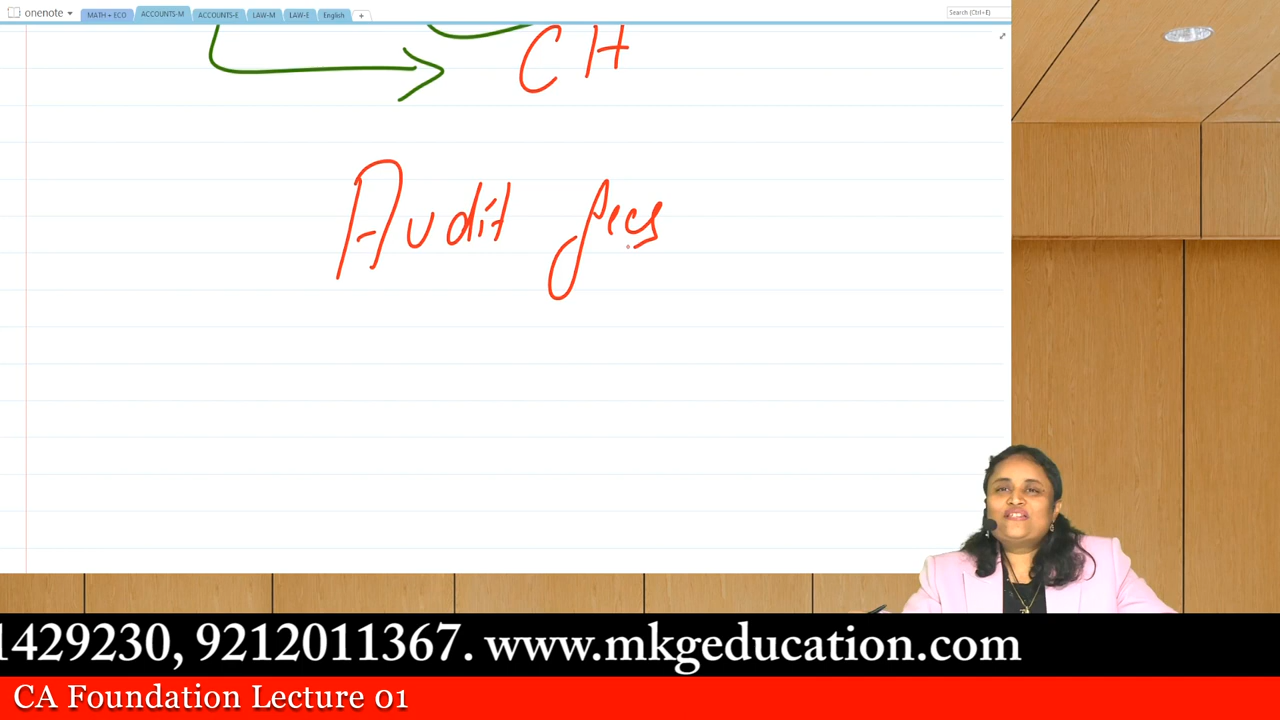 onenote MATH + ECO ACCOUNTS-M ACCOUNTS-E LAW-M LAW-E English + Search (Ctrl+E)
C H
Audit fees
1429230, 9212011367. www.mkgeducation.com
CA Foundation Lecture 01